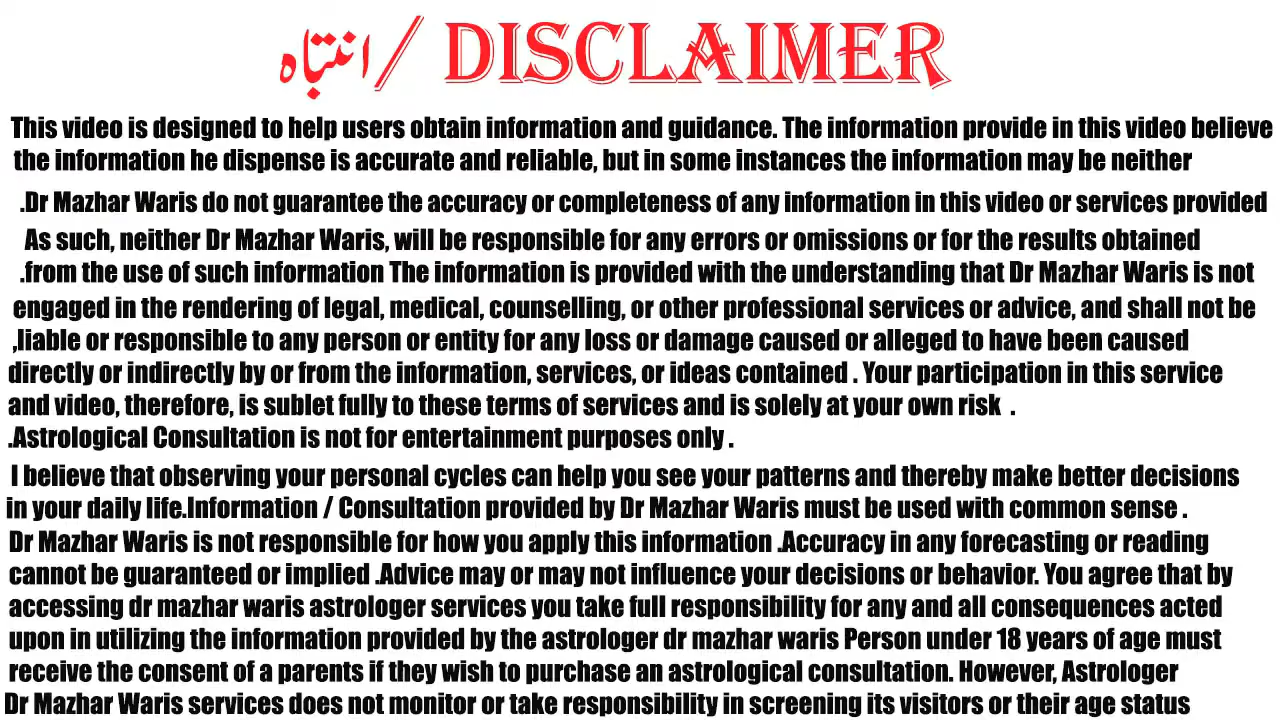 انتباہ / DISCLAIMER
This video is designed to help users obtain information and guidance. The information provide in this video believe
the information he dispense is accurate and reliable, but in some instances the information may be neither
.Dr Mazhar Waris do not guarantee the accuracy or completeness of any information in this video or services provided
As such, neither Dr Mazhar Waris, will be responsible for any errors or omissions or for the results obtained
.from the use of such information The information is provided with the understanding that Dr Mazhar Waris is not
engaged in the rendering of legal, medical, counselling, or other professional services or advice, and shall not be
,liable or responsible to any person or entity for any loss or damage caused or alleged to have been caused
directly or indirectly by or from the information, services, or ideas contained . Your participation in this service
and video, therefore, is sublet fully to these terms of services and is solely at your own risk .
.Astrological Consultation is not for entertainment purposes only .
I believe that observing your personal cycles can help you see your patterns and thereby make better decisions
in your daily life.Information / Consultation provided by Dr Mazhar Waris must be used with common sense .
Dr Mazhar Waris is not responsible for how you apply this information .Accuracy in any forecasting or reading
cannot be guaranteed or implied .Advice may or may not influence your decisions or behavior. You agree that by
accessing dr mazhar waris astrologer services you take full responsibility for any and all consequences acted
upon in utilizing the information provided by the astrologer dr mazhar waris Person under 18 years of age must
receive the consent of a parents if they wish to purchase an astrological consultation. However, Astrologer
Dr Mazhar Waris services does not monitor or take responsibility in screening its visitors or their age status